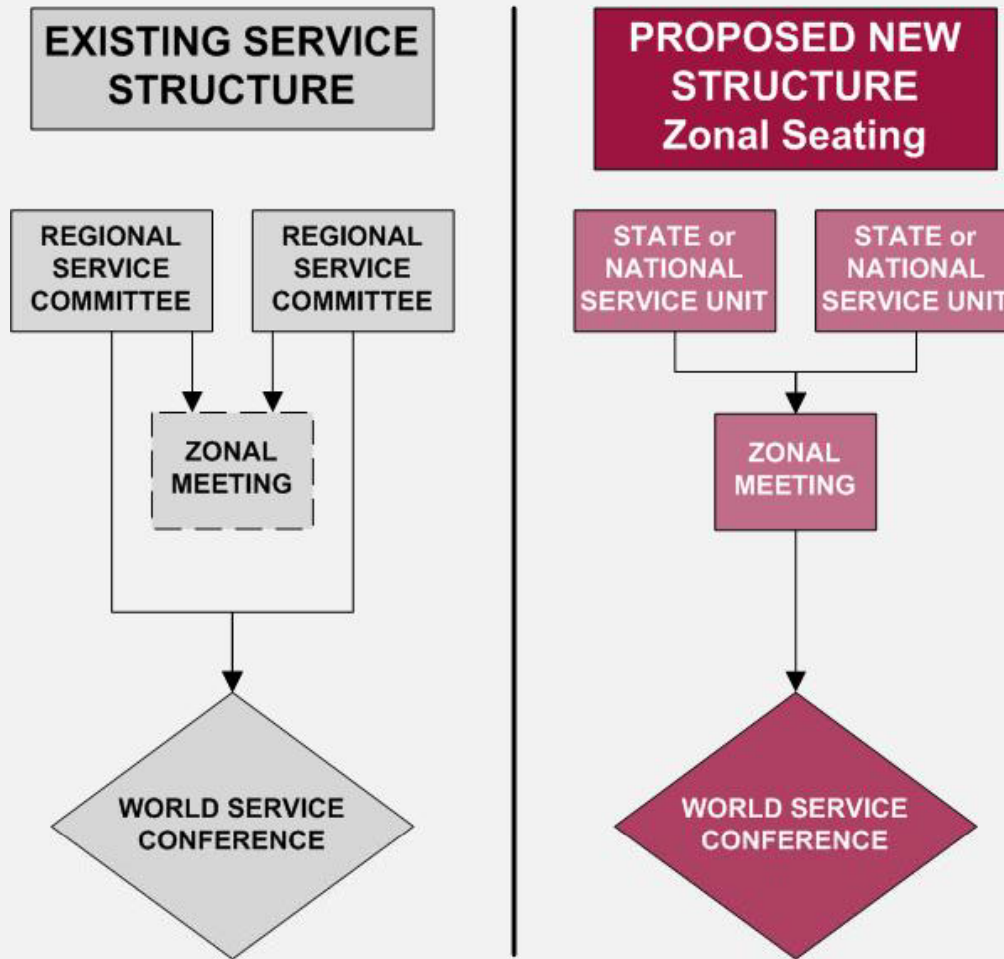 EXISTING SERVICE
STRUCTURE
REGIONAL
SERVICE
COMMITTEE
REGIONAL
SERVICE
COMMITTEE
ZONAL
MEETING
WORLD SERVICE
CONFERENCE
PROPOSED NEW
STRUCTURE
Zonal Seating
STATE or
NATIONAL
SERVICE UNIT
STATE or
NATIONAL
SERVICE UNIT
ZONAL
MEETING
WORLD SERVICE
CONFERENCE